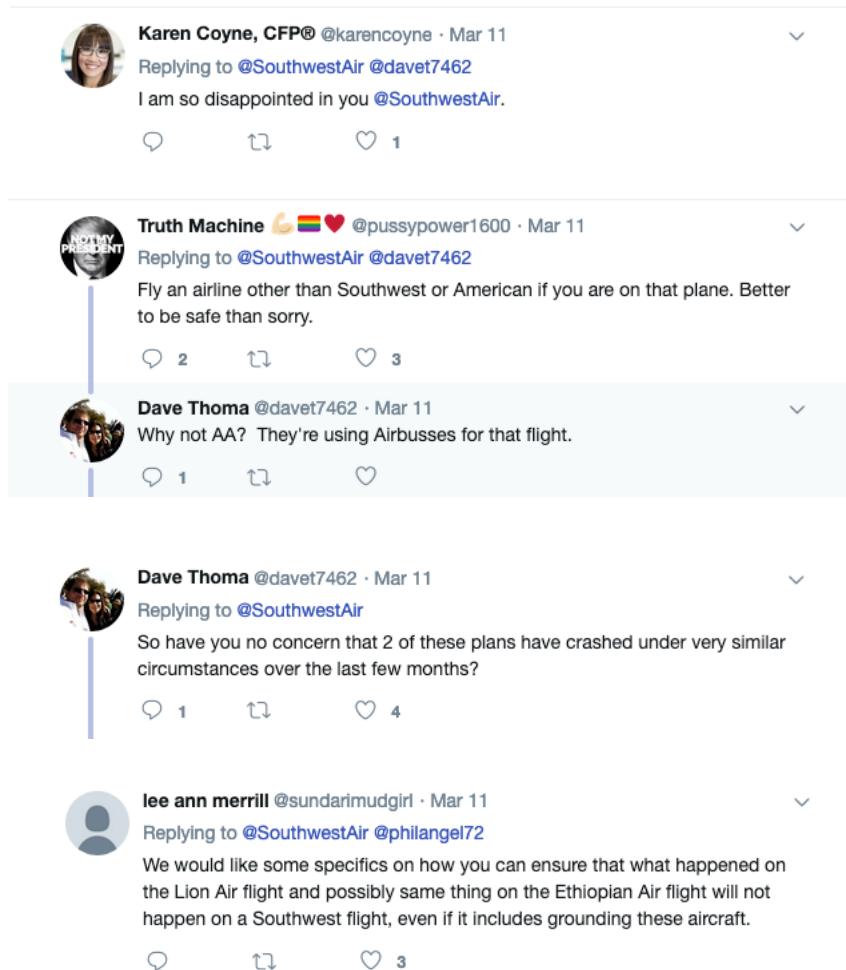 Karen Coyne, CFP® @karencoyne · Mar 11
Replying to @SouthwestAir @davet7462
I am so disappointed in you @SouthwestAir.
1
NOT MY
PRESIDENT
Truth Machine 💪🏻🏳️‍🌈❤️ @pussypower1600 · Mar 11
Replying to @SouthwestAir @davet7462
Fly an airline other than Southwest or American if you are on that plane. Better
to be safe than sorry.
2 3
Dave Thoma @davet7462 · Mar 11
Why not AA?  They're using Airbusses for that flight.
1
Dave Thoma @davet7462 · Mar 11
Replying to @SouthwestAir
So have you no concern that 2 of these plans have crashed under very similar
circumstances over the last few months?
1 4
lee ann merrill @sundarimudgirl · Mar 11
Replying to @SouthwestAir @philangel72
We would like some specifics on how you can ensure that what happened on
the Lion Air flight and possibly same thing on the Ethiopian Air flight will not
happen on a Southwest flight, even if it includes grounding these aircraft.
3